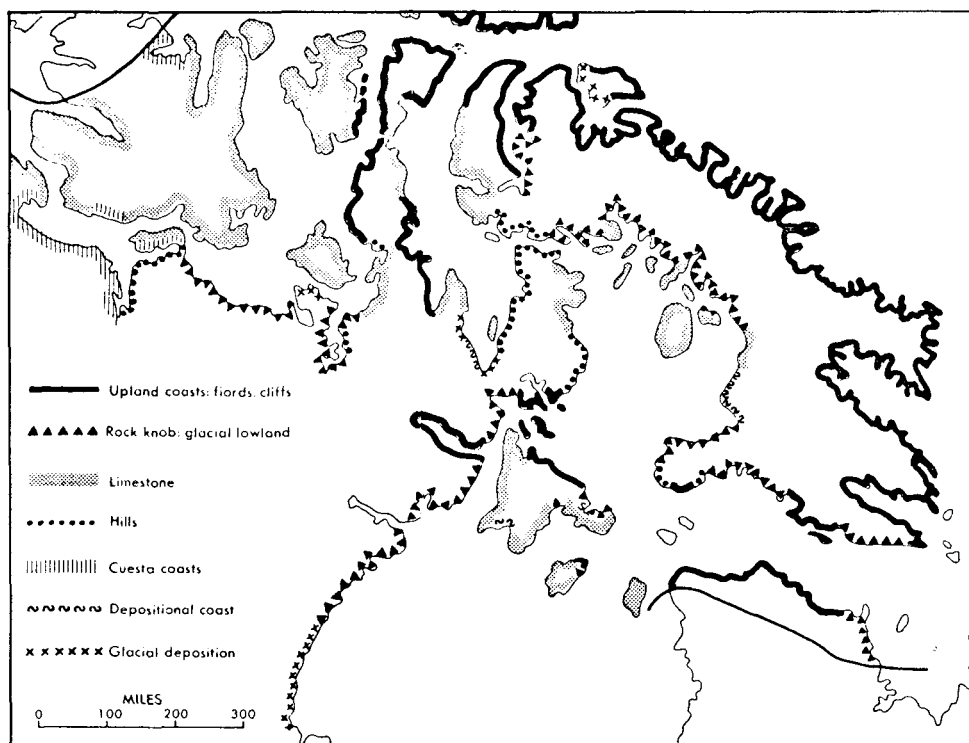 Upland coasts: fiords, cliffs
Rock knob: glacial lowland
Limestone
Hills
Cuesta coasts
Depositional coast
Glacial deposition
MILES
0 100 200 300